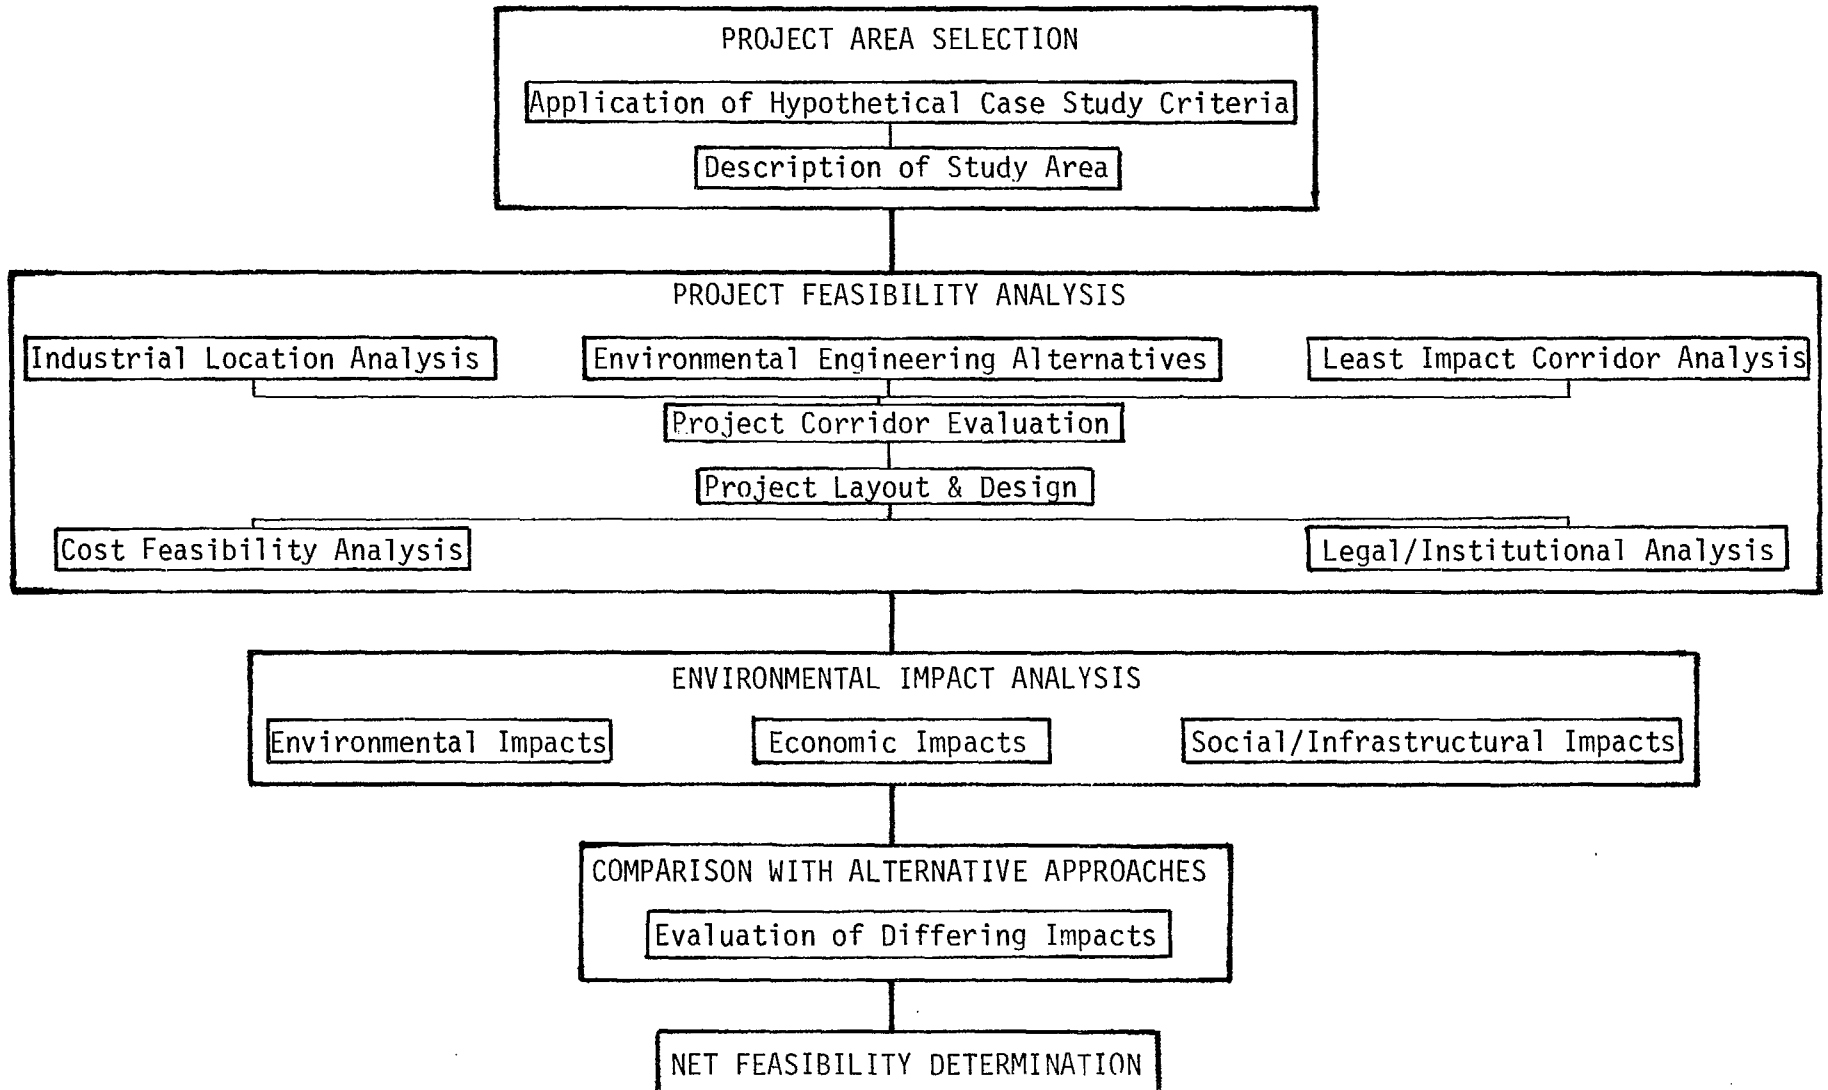 PROJECT AREA SELECTION
Application of Hypothetical Case Study Criteria
Description of Study Area
PROJECT FEASIBILITY ANALYSIS
Industrial Location Analysis
Environmental Engineering Alternatives
Least Impact Corridor Analysis
Project Corridor Evaluation
Project Layout & Design
Cost Feasibility Analysis
Legal/Institutional Analysis
ENVIRONMENTAL IMPACT ANALYSIS
Environmental Impacts
Economic Impacts
Social/Infrastructural Impacts
COMPARISON WITH ALTERNATIVE APPROACHES
Evaluation of Differing Impacts
NET FEASIBILITY DETERMINATION